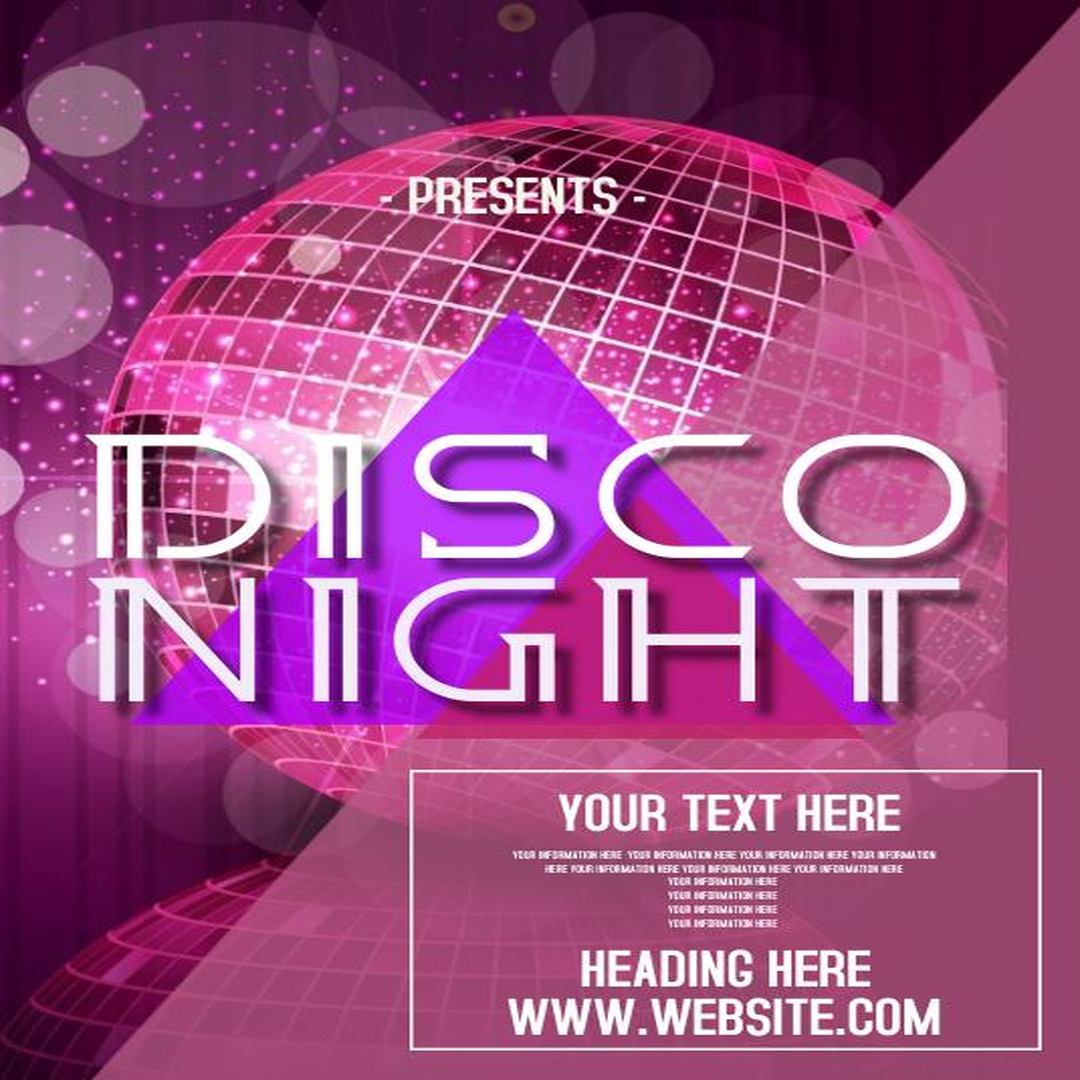 - PRESENTS -
DISCO
NIGHT
YOUR TEXT HERE
YOUR INFORMATION HERE YOUR INFORMATION HERE YOUR INFORMATION HERE YOUR INFORMATION
HERE YOUR INFORMATION HERE YOUR INFORMATION HERE YOUR INFORMATION HERE
YOUR INFORMATION HERE
YOUR INFORMATION HERE
YOUR INFORMATION HERE
YOUR INFORMATION HERE
HEADING HERE
WWW.WEBSITE.COM